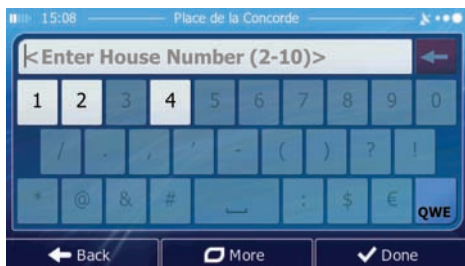 15:08 Place de la Concorde
<Enter House Number (2-10)>
1 2 3 4 5 6 7 8 9 0
/ . , ' - ( ) ? !
* @ & # : $ € QWE
Back More Done